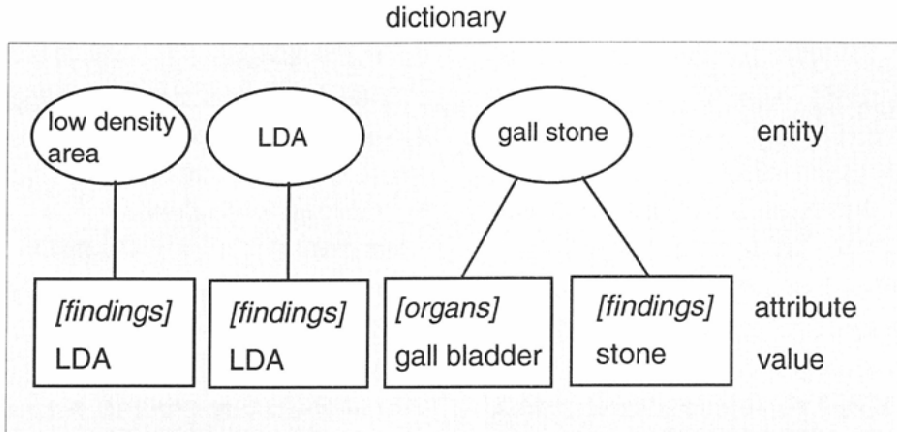 dictionary
low density
area
LDA
gall stone
entity
[findings]
LDA
[findings]
LDA
[organs]
gall bladder
[findings]
stone
attribute
value